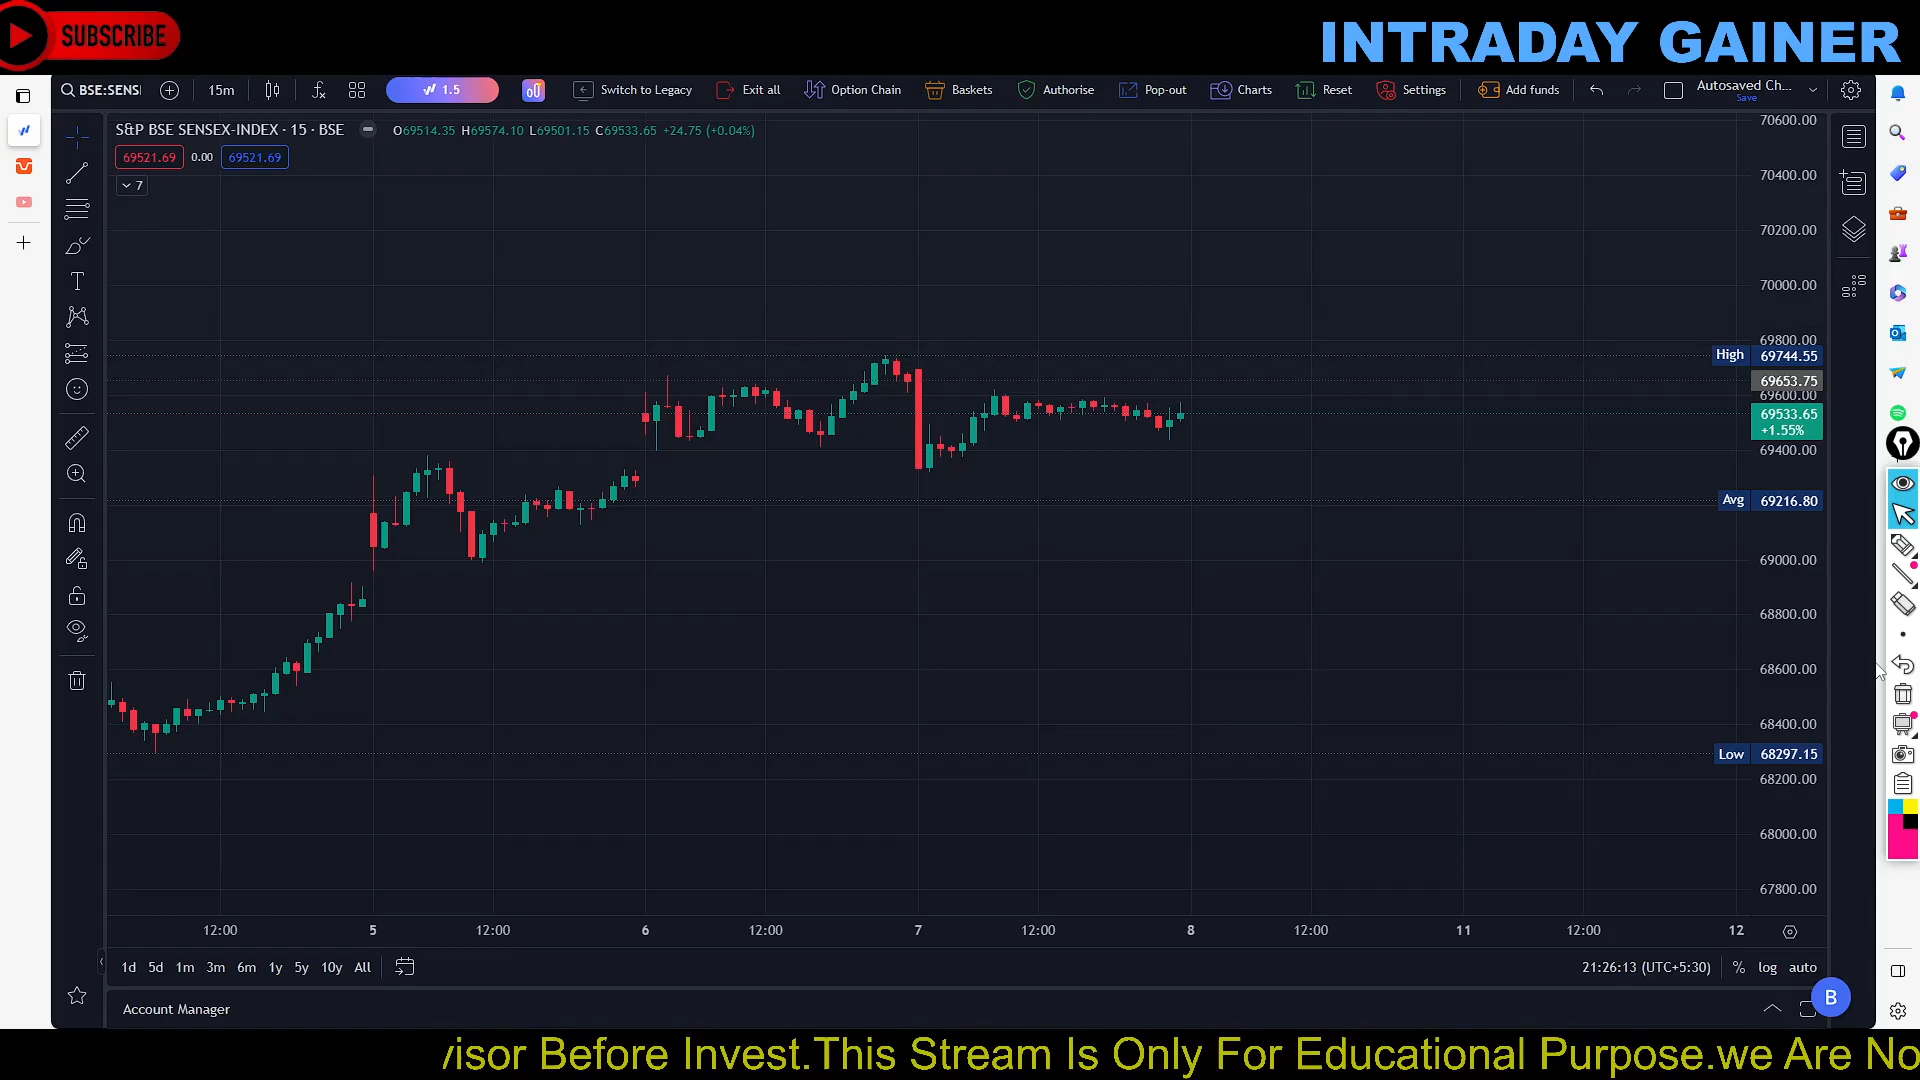 SUBSCRIBE
INTRADAY GAINER
BSE:SENSI
15m
1.5
Switch to Legacy
Exit all
Option Chain
Baskets
Authorise
Pop-out
Charts
Reset
Settings
Add funds
Autosaved Ch...
Save
S&P BSE SENSEX-INDEX · 15 · BSE
O69514.35 H69574.10 L69501.15 C69533.65 +24.75 (+0.04%)
69521.69 0.00 69521.69
7
70600.00
70400.00
70200.00
70000.00
69800.00
High 69744.55
69653.75
69600.00
69533.65
+1.55%
69400.00
Avg 69216.80
69000.00
68800.00
68600.00
68400.00
Low 68297.15
68200.00
68000.00
67800.00
12:00 5 12:00 6 12:00 7 12:00 8 12:00 11 12:00 12
1d 5d 1m 3m 6m 1y 5y 10y All
21:26:13 (UTC+5:30) % log auto
Account Manager
B
visor Before Invest.This Stream Is Only For Educational Purpose.we Are No